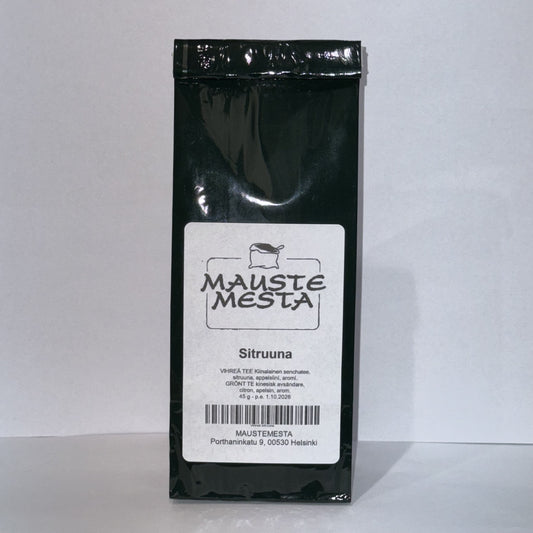 MAUSTE
MESTA
Sitruuna
VIHREÄ TEE Kiinalainen senchatee,
sitruuna, appelsiini, aromi.
GRÖNT TE kinesisk avsändare,
citron, apelsin, arom.
45 g - p.e. 1.10.2026
MAUSTEMESTA
Porthaninkatu 9, 00530 Helsinki